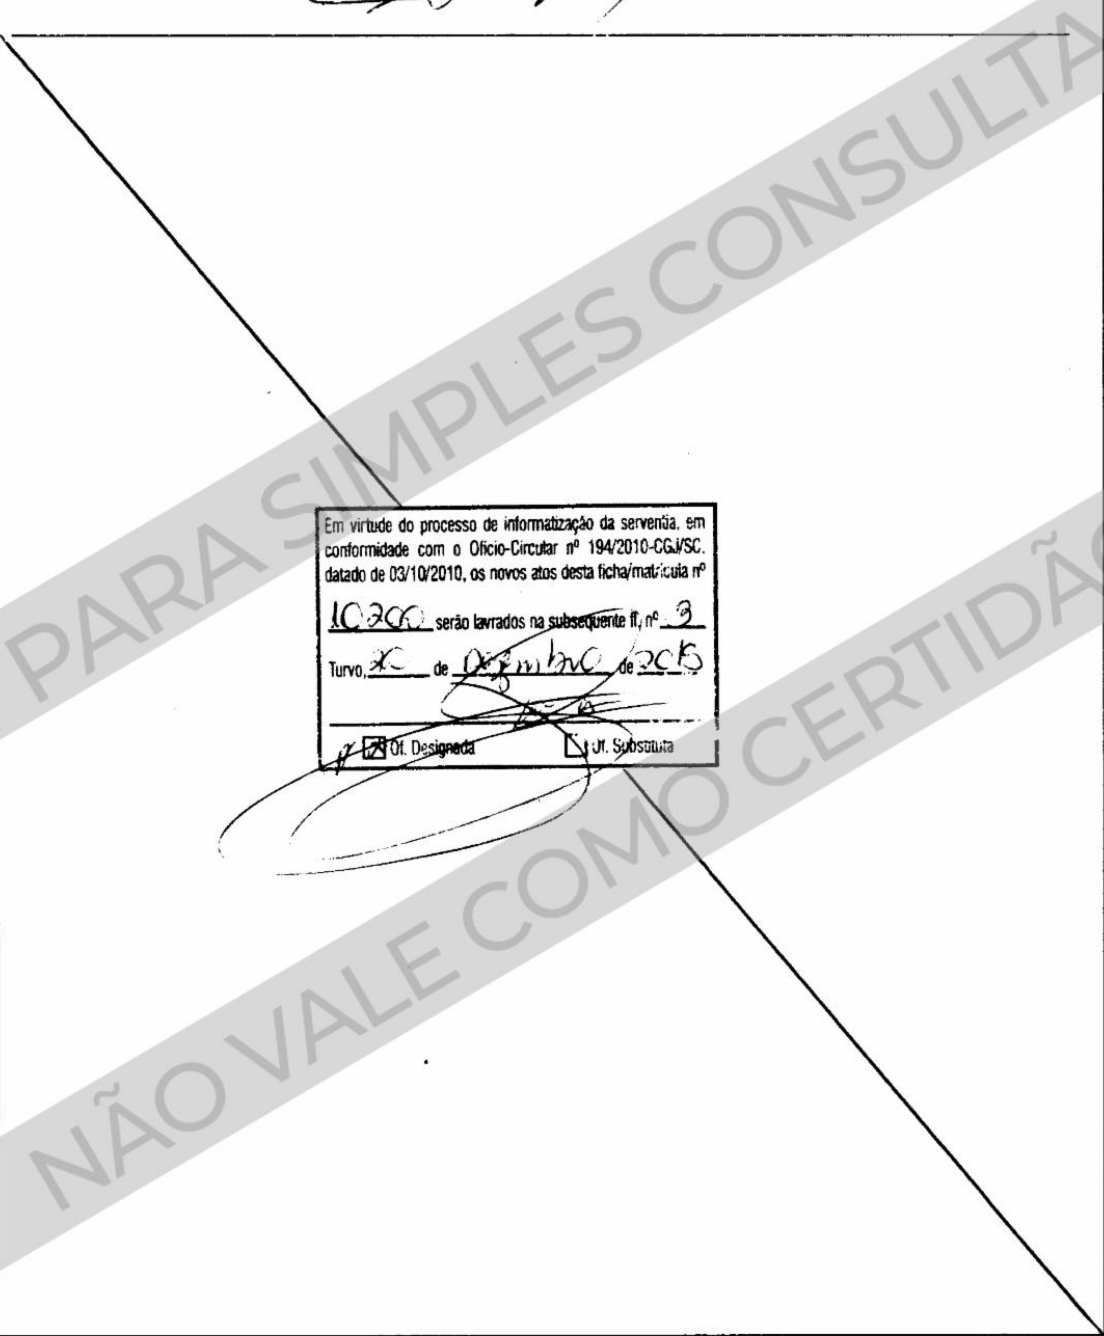 PARA SIMPLES CONSULTA
Em virtude do processo de informatização da serventia, em
conformidade com o Ofício-Circular nº 194/2010-CGJ/SC,
datado de 03/10/2010, os novos atos desta ficha/matrícula nº
10200 serão lavrados na subsequente fl, nº 3
Turvo, de Dezembro de 2015
Of. Designada Of. Substituta
NÃO VALE COMO CERTIDÃO